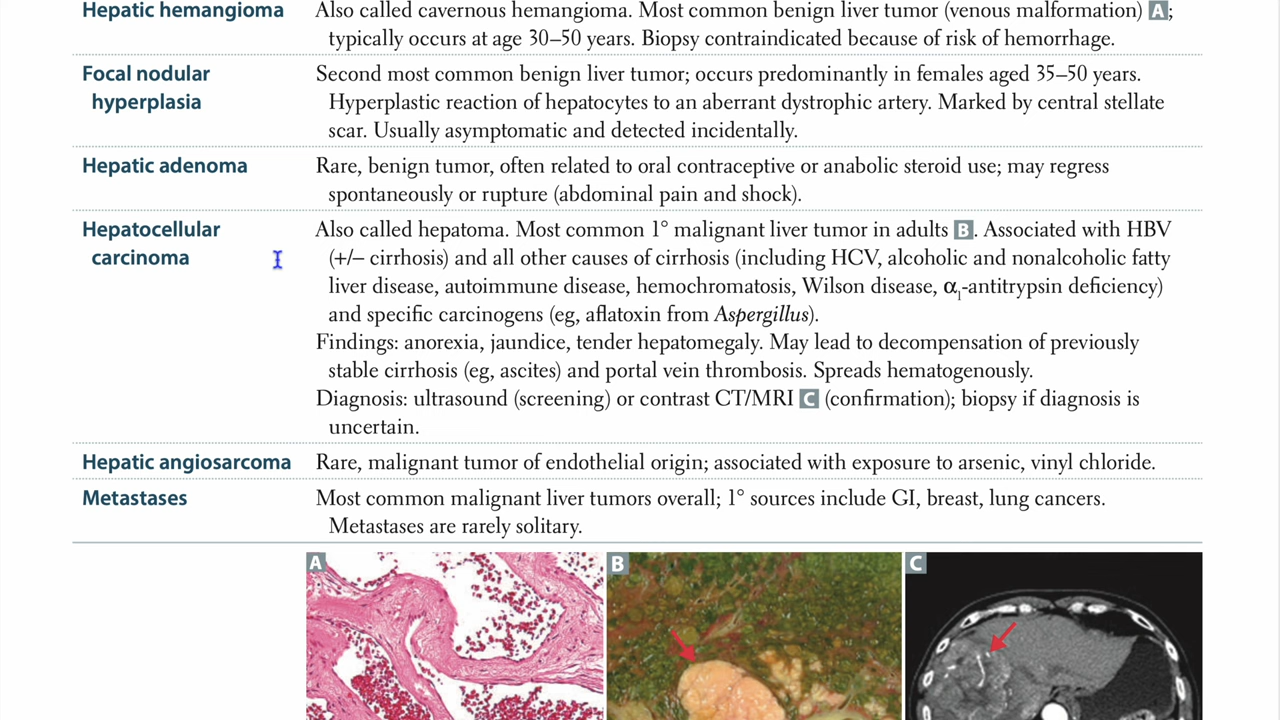 Hepatic hemangioma
Also called cavernous hemangioma. Most common benign liver tumor (venous malformation) A;
typically occurs at age 30–50 years. Biopsy contraindicated because of risk of hemorrhage.
Focal nodular
hyperplasia
Second most common benign liver tumor; occurs predominantly in females aged 35–50 years.
Hyperplastic reaction of hepatocytes to an aberrant dystrophic artery. Marked by central stellate
scar. Usually asymptomatic and detected incidentally.
Hepatic adenoma
Rare, benign tumor, often related to oral contraceptive or anabolic steroid use; may regress
spontaneously or rupture (abdominal pain and shock).
Hepatocellular
carcinoma
Also called hepatoma. Most common 1° malignant liver tumor in adults B. Associated with HBV
(+/– cirrhosis) and all other causes of cirrhosis (including HCV, alcoholic and nonalcoholic fatty
liver disease, autoimmune disease, hemochromatosis, Wilson disease, α₁-antitrypsin deficiency)
and specific carcinogens (eg, aflatoxin from Aspergillus).
Findings: anorexia, jaundice, tender hepatomegaly. May lead to decompensation of previously
stable cirrhosis (eg, ascites) and portal vein thrombosis. Spreads hematogenously.
Diagnosis: ultrasound (screening) or contrast CT/MRI C (confirmation); biopsy if diagnosis is
uncertain.
Hepatic angiosarcoma
Rare, malignant tumor of endothelial origin; associated with exposure to arsenic, vinyl chloride.
Metastases
Most common malignant liver tumors overall; 1° sources include GI, breast, lung cancers.
Metastases are rarely solitary.
A
B
C